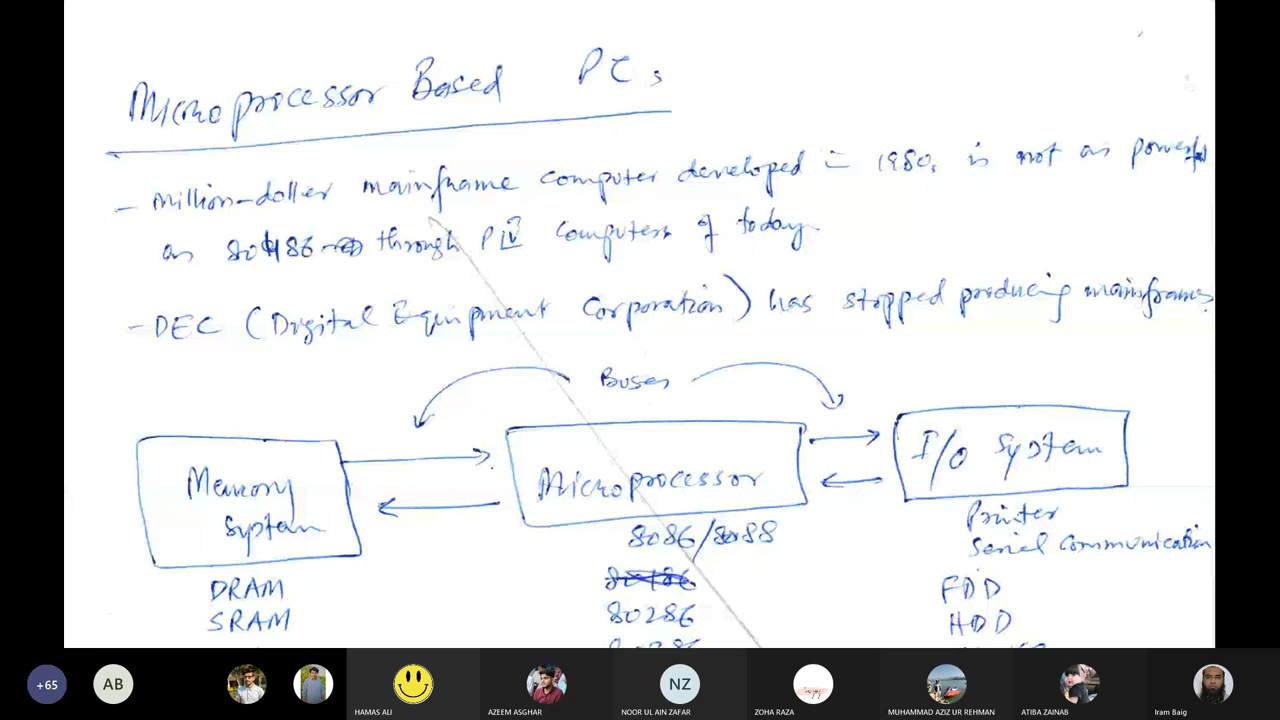 Microprocessor Based PCs
- Million-doller mainframe computer developed in 1980s is not as powerful
as 80486 through PIV computers of today.
- DEC (Digital Equipment Corporation) has stopped producing mainframes.
Buses
Memory System
Microprocessor
I/O System
8086/8088
Printer
Serial Communication
DRAM
80186
FDD
SRAM
80286
HDD
+65
AB
NZ
HAMAS ALI
AZEEM ASGHAR
NOOR UL AIN ZAFAR
ZOHA RAZA
MUHAMMAD AZIZ UR REHMAN
ATIBA ZAINAB
Iram Baig